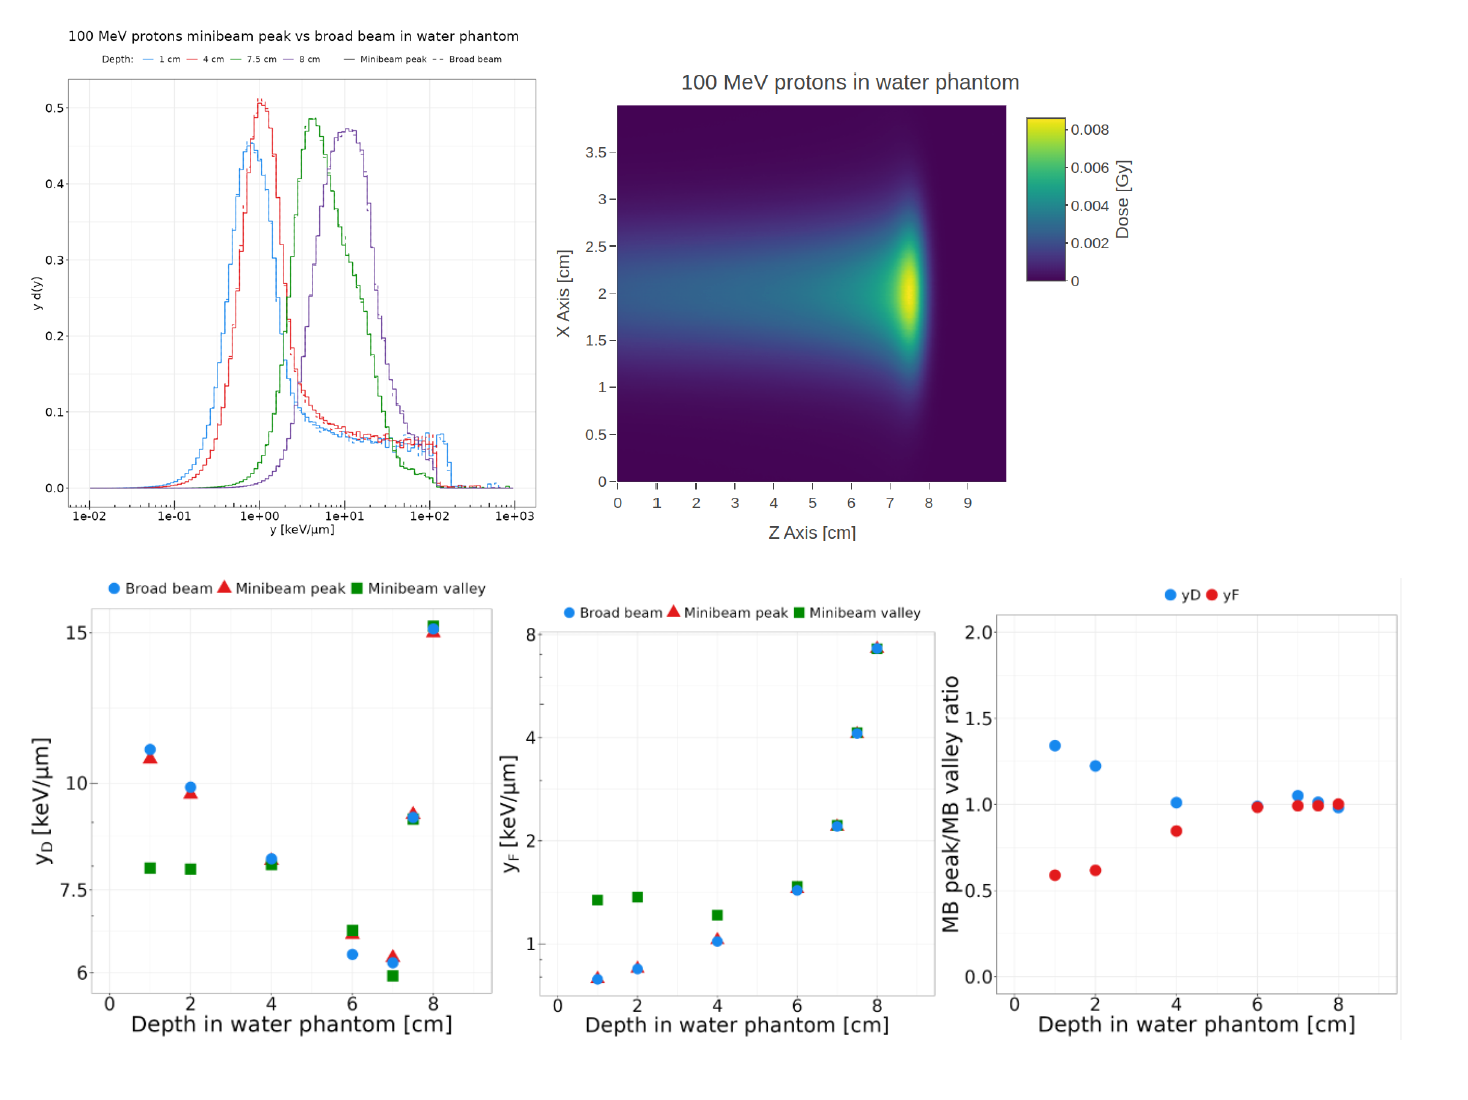 100 MeV protons minibeam peak vs broad beam in water phantom
Depth: 1 cm 4 cm 7.5 cm 8 cm Minibeam peak Broad beam
0.5
0.4
0.3
0.2
0.1
0.0
y d(y)
1e-02 1e-01 1e+00 1e+01 1e+02 1e+03
y [keV/μm]
100 MeV protons in water phantom
3.5
3
2.5
2
1.5
1
0.5
0
X Axis [cm]
0 1 2 3 4 5 6 7 8 9
Z Axis [cm]
0.008
0.006
0.004
0.002
0
Dose [Gy]
Broad beam Minibeam peak Minibeam valley
15
10
7.5
6
yD [keV/μm]
0 2 4 6 8
Depth in water phantom [cm]
Broad beam Minibeam peak Minibeam valley
8
4
2
1
yF [keV/μm]
0 2 4 6 8
Depth in water phantom [cm]
yD yF
2.0
1.5
1.0
0.5
0.0
MB peak/MB valley ratio
0 2 4 6 8
Depth in water phantom [cm]